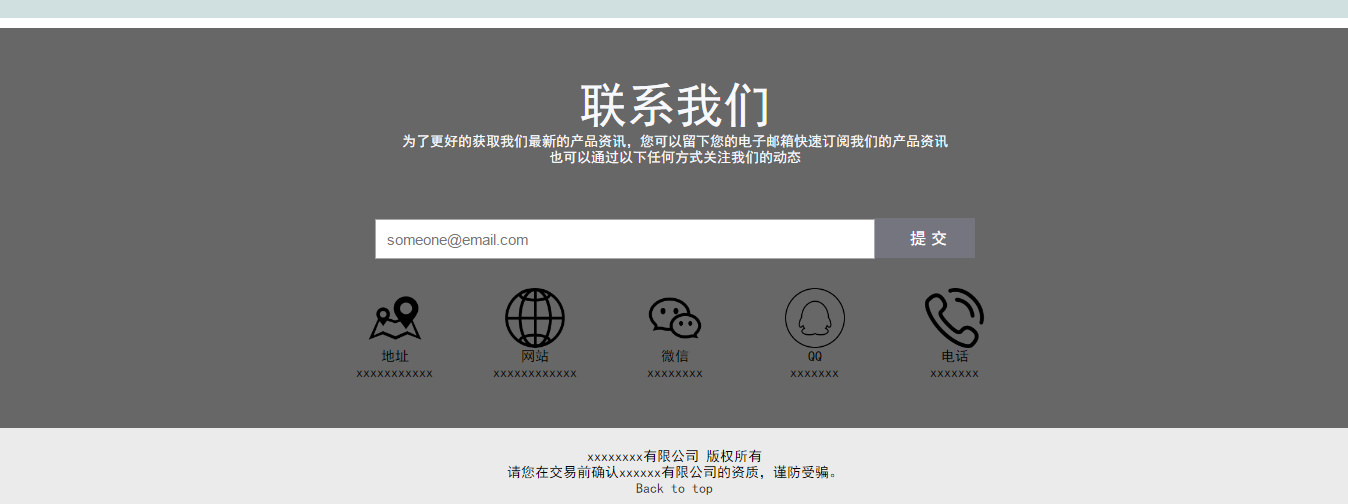 联系我们
为了更好的获取我们最新的产品资讯，您可以留下您的电子邮箱快速订阅我们的产品资讯
也可以通过以下任何方式关注我们的动态
someone@email.com 提 交
地址 网站 微信 QQ 电话
xxxxxxxxxxx xxxxxxxxxxxx xxxxxxxx xxxxxxx xxxxxxx
xxxxxxxx有限公司 版权所有
请您在交易前确认xxxxxx有限公司的资质，谨防受骗。
Back to top